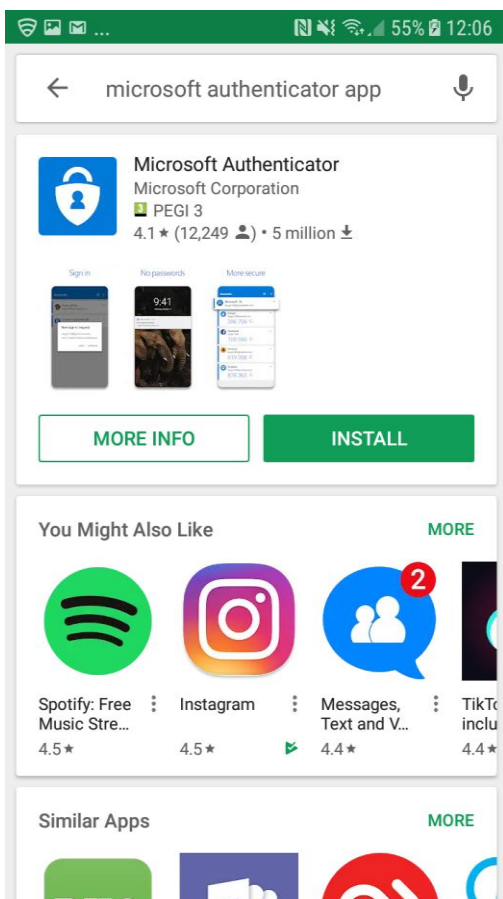 ... 55% 12:06
microsoft authenticator app
Microsoft Authenticator
Microsoft Corporation
3 PEGI 3
4.1★ (12,249) • 5 million
Sign in No passwords More secure
9:41
MORE INFO INSTALL
You Might Also Like MORE
2
Spotify: Free Instagram Messages, TikTo
Music Stre... Text and V... inclu
4.5★ 4.5★ 4.4★ 4.4★
Similar Apps MORE